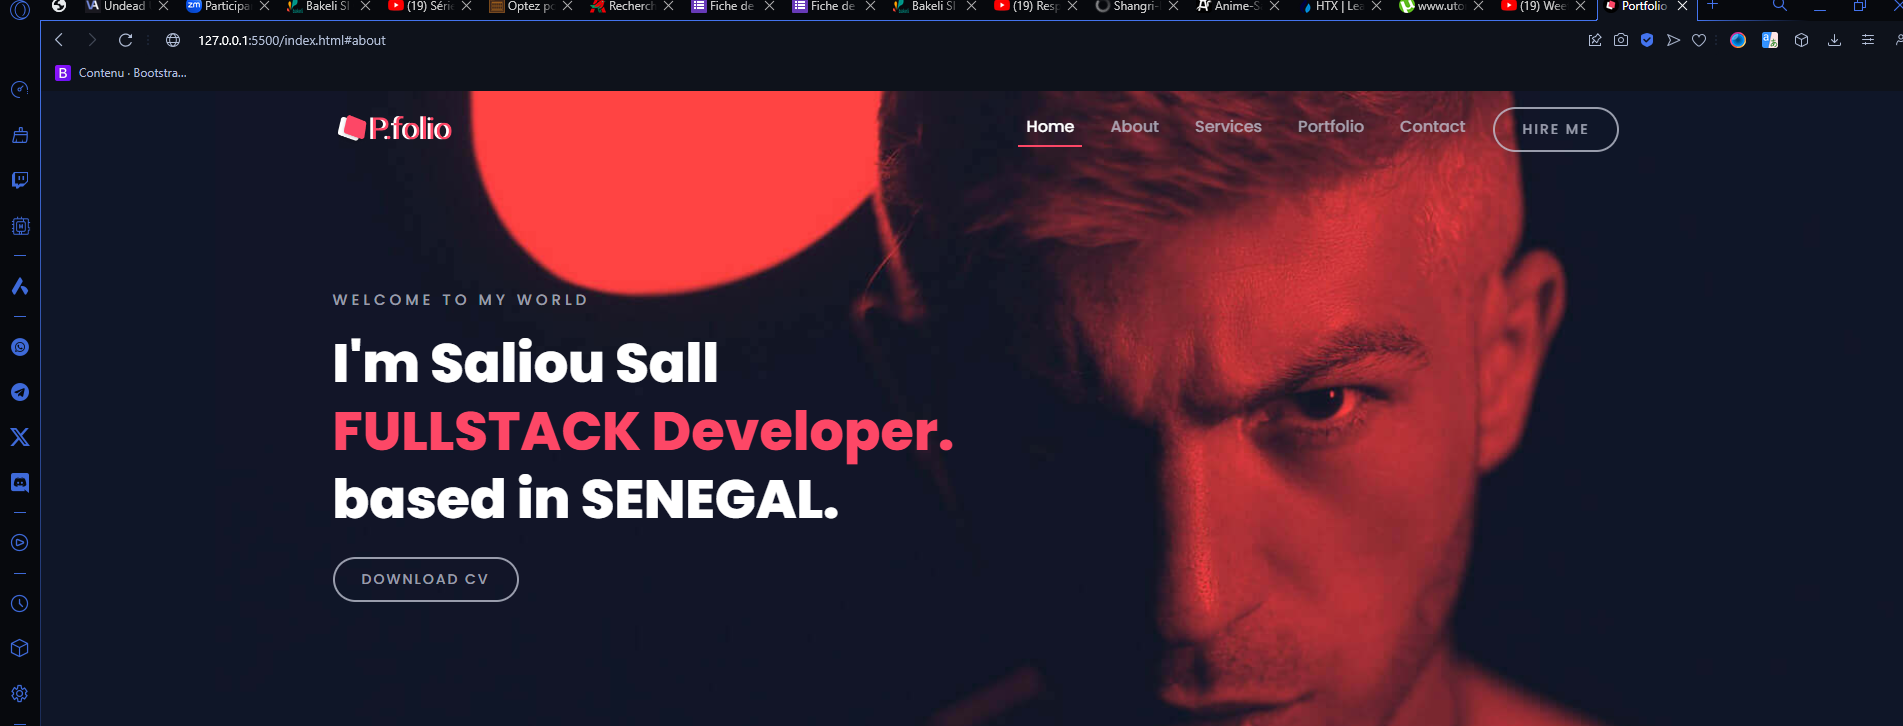 Undead
zm Participa
Bakeli Sl
(19) Série
Optez po
Recherch
Fiche de
Fiche de
Bakeli Sl
(19) Resp
Shangri-
Anime-S
HTX | Lea
www.uto
(19) Wee
Portfolio
127.0.0.1:5500/index.html#about
B Contenu · Bootstra...
P.folio
Home About Services Portfolio Contact HIRE ME
WELCOME TO MY WORLD
I'm Saliou Sall
FULLSTACK Developer.
based in SENEGAL.
DOWNLOAD CV